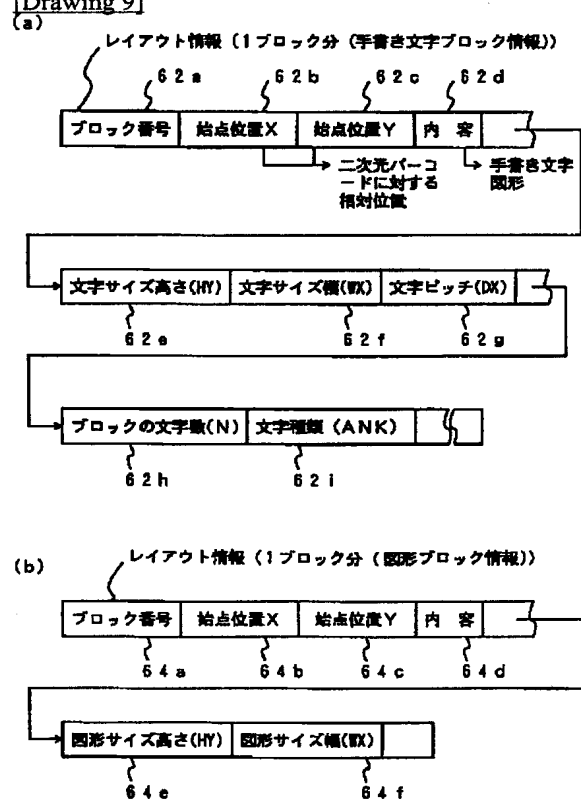 [Drawing 9]
(a)
レイアウト情報(1ブロック分(手書き文字ブロック情報))
62a 62b 62c 62d
ブロック番号 始点位置X 始点位置Y 内 容
二次元バーコードに対する相対位置
手書き文字
図形
文字サイズ高さ(HY) 文字サイズ幅(WX) 文字ピッチ(DX)
62e 62f 62g
ブロックの文字数(N) 文字種類(ANK)
62h 62i
(b)
レイアウト情報(1ブロック分(図形ブロック情報))
ブロック番号 始点位置X 始点位置Y 内 容
64a 64b 64c 64d
図形サイズ高さ(HY) 図形サイズ幅(WX)
64e 64f